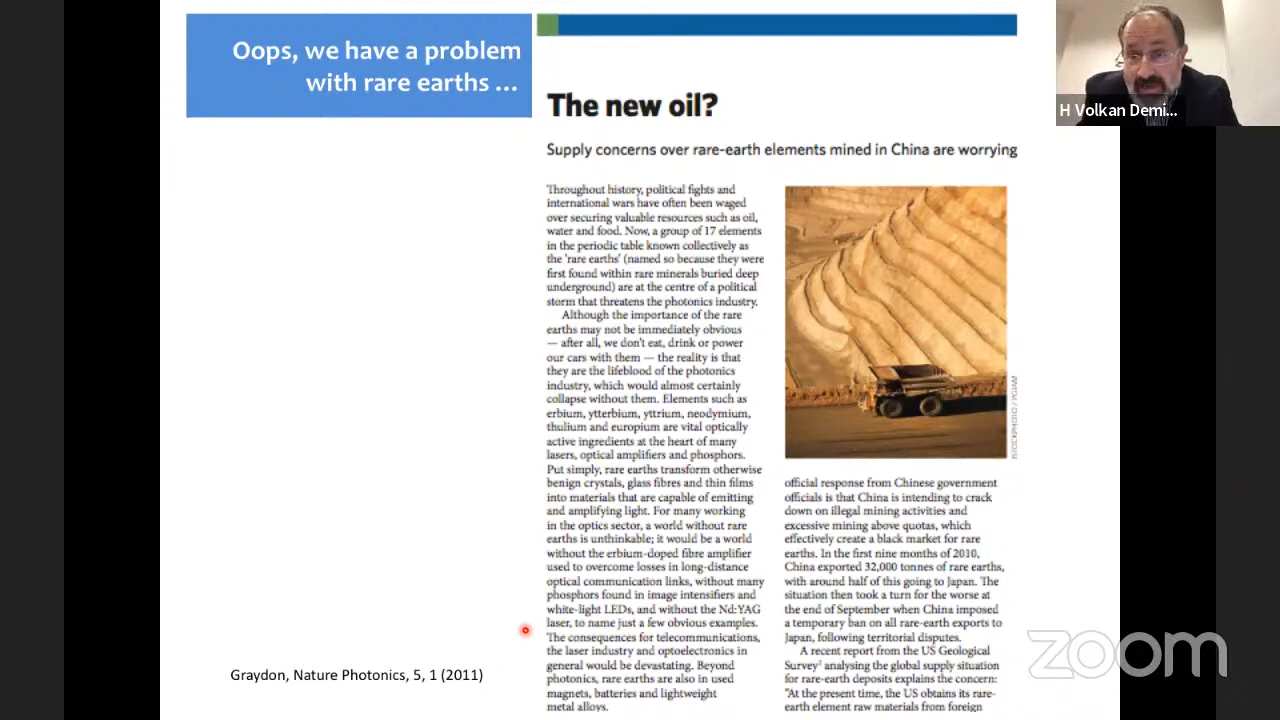 Oops, we have a problem
with rare earths ...
The new oil?
Supply concerns over rare-earth elements mined in China are worrying
Throughout history, political fights and
international wars have often been waged
over securing valuable resources such as oil,
water and food. Now, a group of 17 elements
in the periodic table known collectively as
the 'rare earths' (named so because they were
first found within rare minerals buried deep
underground) are at the centre of a political
storm that threatens the photonics industry.
Although the importance of the rare
earths may not be immediately obvious
— after all, we don't eat, drink or power
our cars with them — the reality is that
they are the lifeblood of the photonics
industry, which would almost certainly
collapse without them. Elements such as
erbium, ytterbium, yttrium, neodymium,
thulium and europium are vital optically
active ingredients at the heart of many
lasers, optical amplifiers and phosphors.
Put simply, rare earths transform otherwise
benign crystals, glass fibres and thin films
into materials that are capable of emitting
and amplifying light. For many working
in the optics sector, a world without rare
earths is unthinkable; it would be a world
without the erbium-doped fibre amplifier
used to overcome losses in long-distance
optical communication links, without many
phosphors found in image intensifiers and
white-light LEDs, and without the Nd:YAG
laser, to name just a few obvious examples.
The consequences for telecommunications,
the laser industry and optoelectronics in
general would be devastating. Beyond
photonics, rare earths are also in used
magnets, batteries and lightweight
metal alloys.
official response from Chinese government
officials is that China is intending to crack
down on illegal mining activities and
excessive mining above quotas, which
effectively create a black market for rare
earths. In the first nine months of 2010,
China exported 32,000 tonnes of rare earths,
with around half of this going to Japan. The
situation then took a turn for the worse at
the end of September when China imposed
a temporary ban on all rare-earth exports to
Japan, following territorial disputes.
A recent report from the US Geological
Survey² analysing the global supply situation
for rare-earth deposits explains the concern:
"At the present time, the US obtains its rare-
earth element raw materials from foreign
Graydon, Nature Photonics, 5, 1 (2011)
H Volkan Demi...
zoom